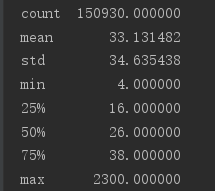 count 150930.000000
mean 33.131482
std 34.635438
min 4.000000
25% 16.000000
50% 26.000000
75% 38.000000
max 2300.000000